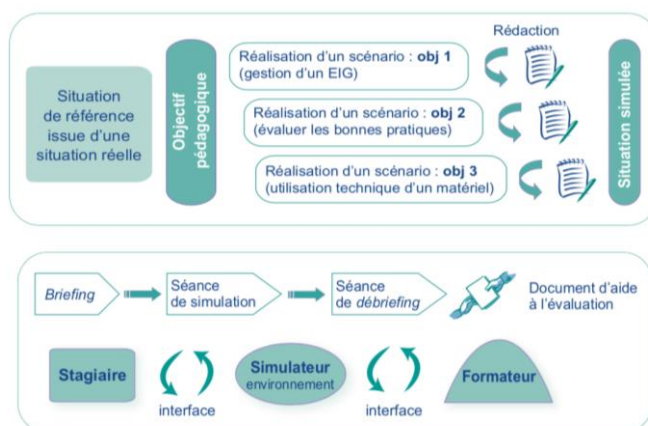 Situation
de référence
issue d'une
situation réelle
Objectif
pédagogique
Rédaction
Réalisation d'un scénario : obj 1
(gestion d'un EIG)
Réalisation d'un scénario : obj 2
(évaluer les bonnes pratiques)
Réalisation d'un scénario : obj 3
(utilisation technique d'un matériel)
Situation simulée
Briefing
Séance
de simulation
Séance
de débriefing
Document d'aide
à l'évaluation
Stagiaire
interface
Simulateur
environnement
interface
Formateur